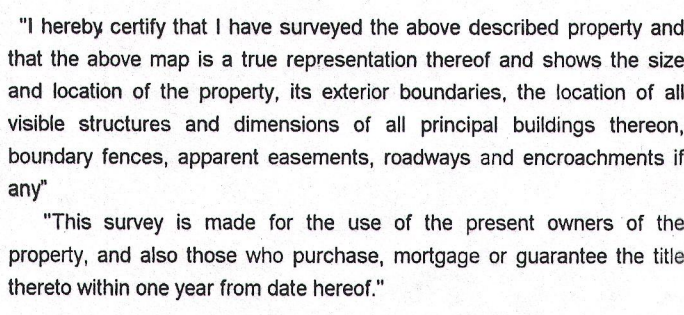 "I hereby certify that I have surveyed the above described property and
that the above map is a true representation thereof and shows the size
and location of the property, its exterior boundaries, the location of all
visible structures and dimensions of all principal buildings thereon,
boundary fences, apparent easements, roadways and encroachments if
any"
"This survey is made for the use of the present owners of the
property, and also those who purchase, mortgage or guarantee the title
thereto within one year from date hereof."